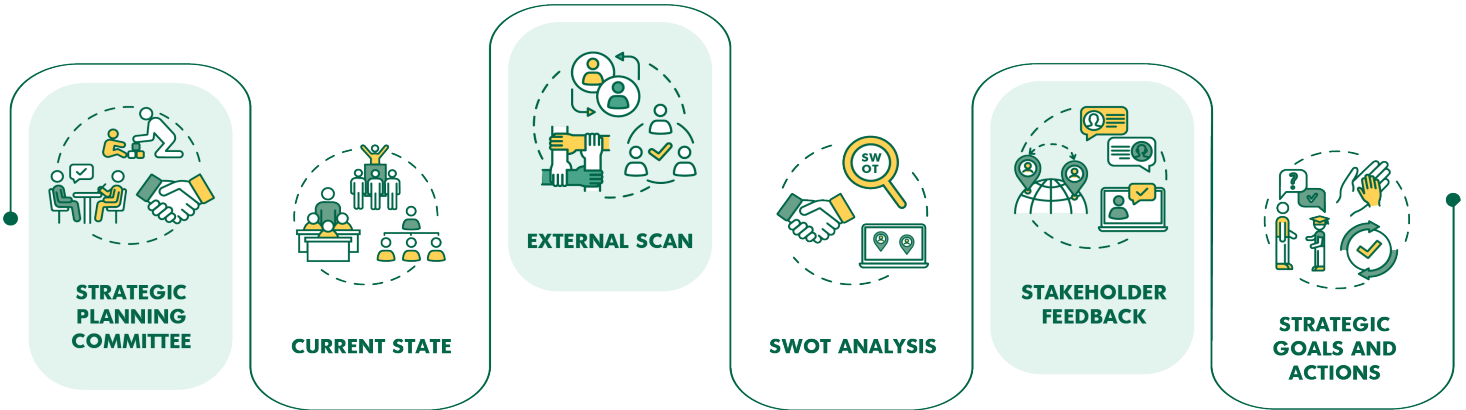 STRATEGIC
PLANNING
COMMITTEE
CURRENT STATE
EXTERNAL SCAN
SW
OT
SWOT ANALYSIS
STAKEHOLDER
FEEDBACK
?
STRATEGIC
GOALS AND
ACTIONS